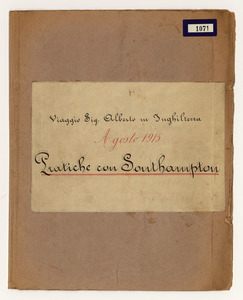 1071
Viaggio Sig. Alberto in Inghilterra
Agosto 1915
Pratiche con Southampton